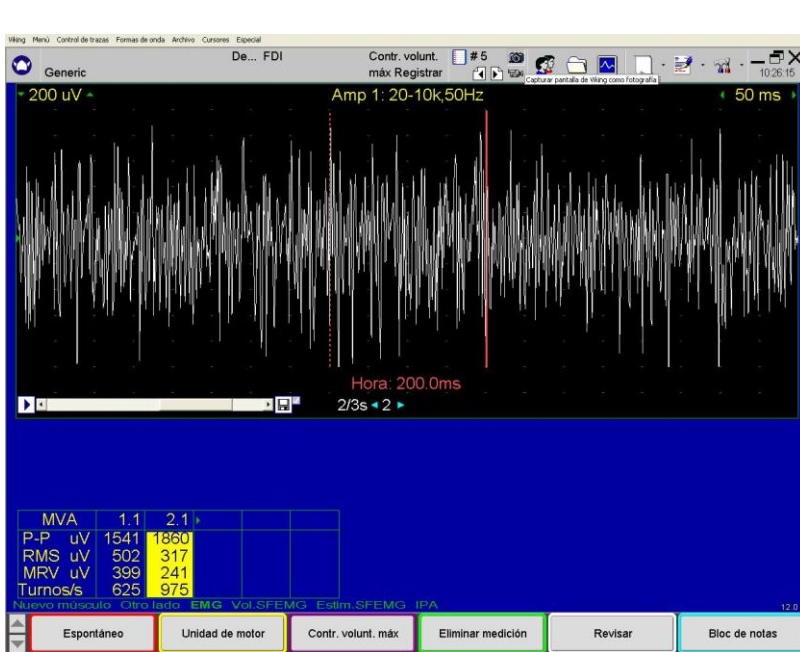 Viking Menú Control de trazas Formas de onda Archivo Cursores Especial
De... FDI
Contr. volunt. máx Registrar
#5
Generic
Capturar pantalla de Viking como fotografía
10:26:15
200 uV
Amp 1: 20-10k,50Hz
50 ms
Hora: 200.0ms
2/3s 2
MVA 1.1 2.1
P-P uV 1541 1860
RMS uV 502 317
MRV uV 399 241
Turnos/s 625 975
Nuevo músculo Otro lado EMG Vol.SFEMG Estim.SFEMG IPA
12.0
Espontáneo Unidad de motor Contr. volunt. máx Eliminar medición Revisar Bloc de notas